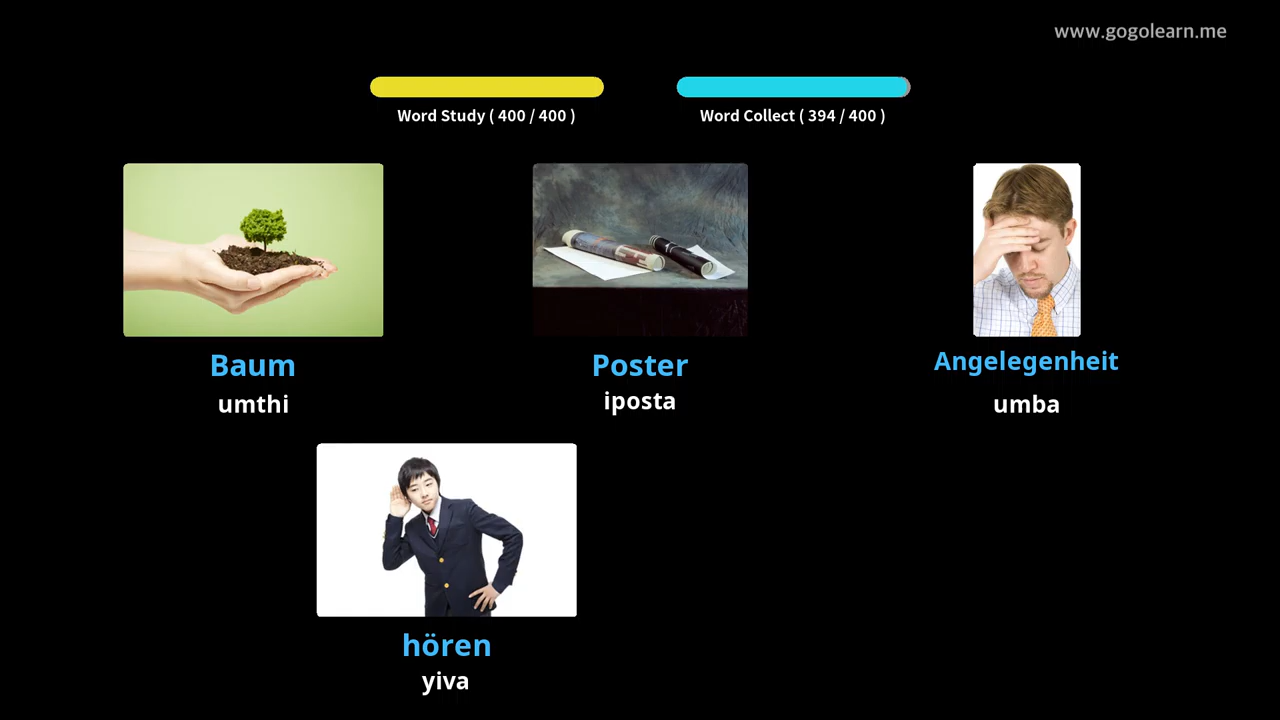 www.gogolearn.me
Word Study ( 400 / 400 )
Word Collect ( 394 / 400 )
Baum
umthi
Poster
iposta
Angelegenheit
umba
hören
yiva